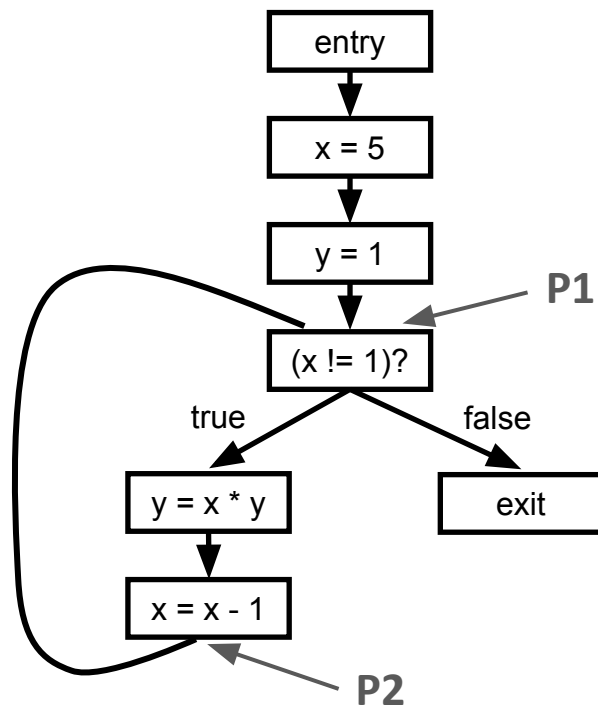 entry
x = 5
y = 1
P1
(x != 1)?
true
false
y = x * y
exit
x = x - 1
P2